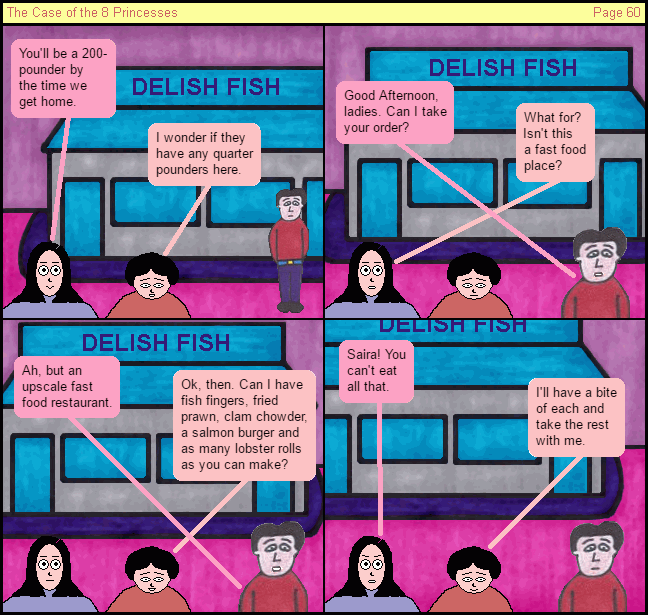 The Case of the 8 Princesses
Page 60
DELISH FISH
You'll be a 200-
pounder by
the time we
get home.
I wonder if they
have any quarter
pounders here.
DELISH FISH
Good Afternoon,
ladies. Can I take
your order?
What for?
Isn't this
a fast food
place?
DELISH FISH
Ah, but an
upscale fast
food restaurant.
Ok, then. Can I have
fish fingers, fried
prawn, clam chowder,
a salmon burger and
as many lobster rolls
as you can make?
DELISH FISH
Saira! You
can't eat
all that.
I'll have a bite
of each and
take the rest
with me.